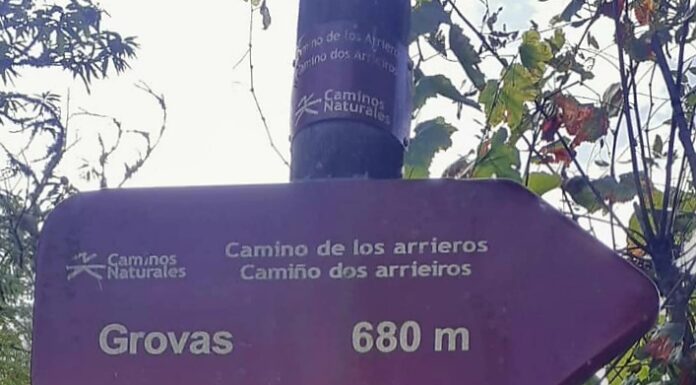 Camino de los Arrieros
Camiño dos Arrieiros
Caminos
Naturales
Caminos
Naturales
Camino de los arrieros
Camiño dos arrieiros
Grovas 680 m